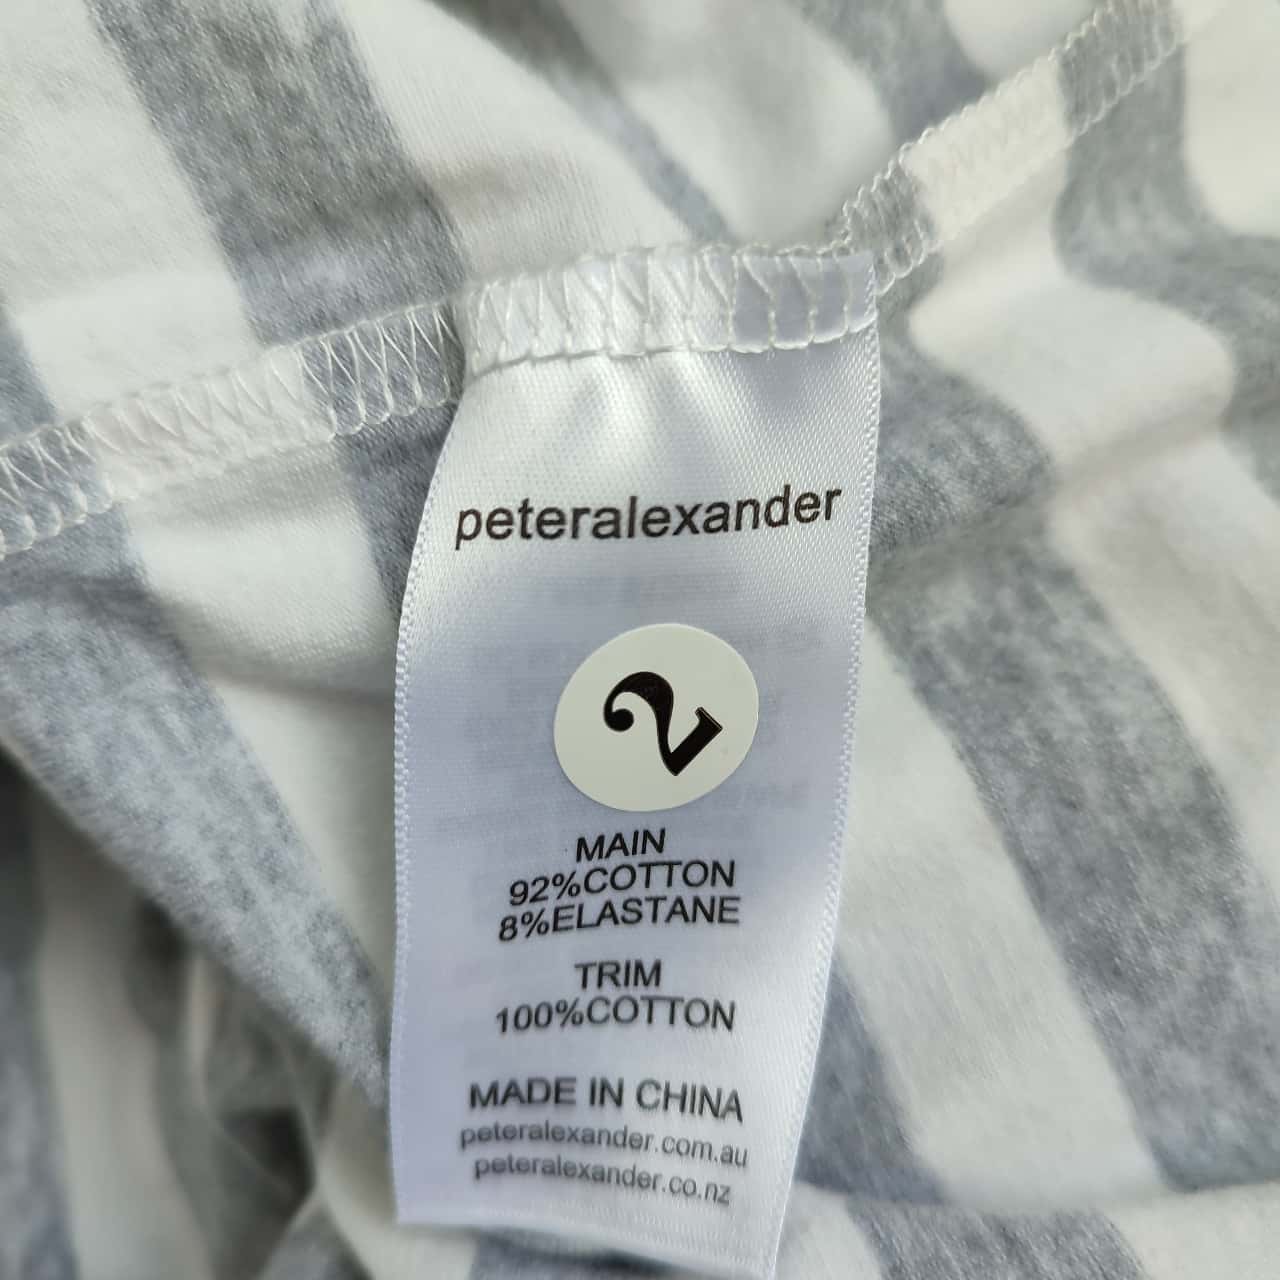 peteralexander
2
MAIN
92%COTTON
8%ELASTANE
TRIM
100%COTTON
MADE IN CHINA
peteralexander.com.au
peteralexander.co.nz